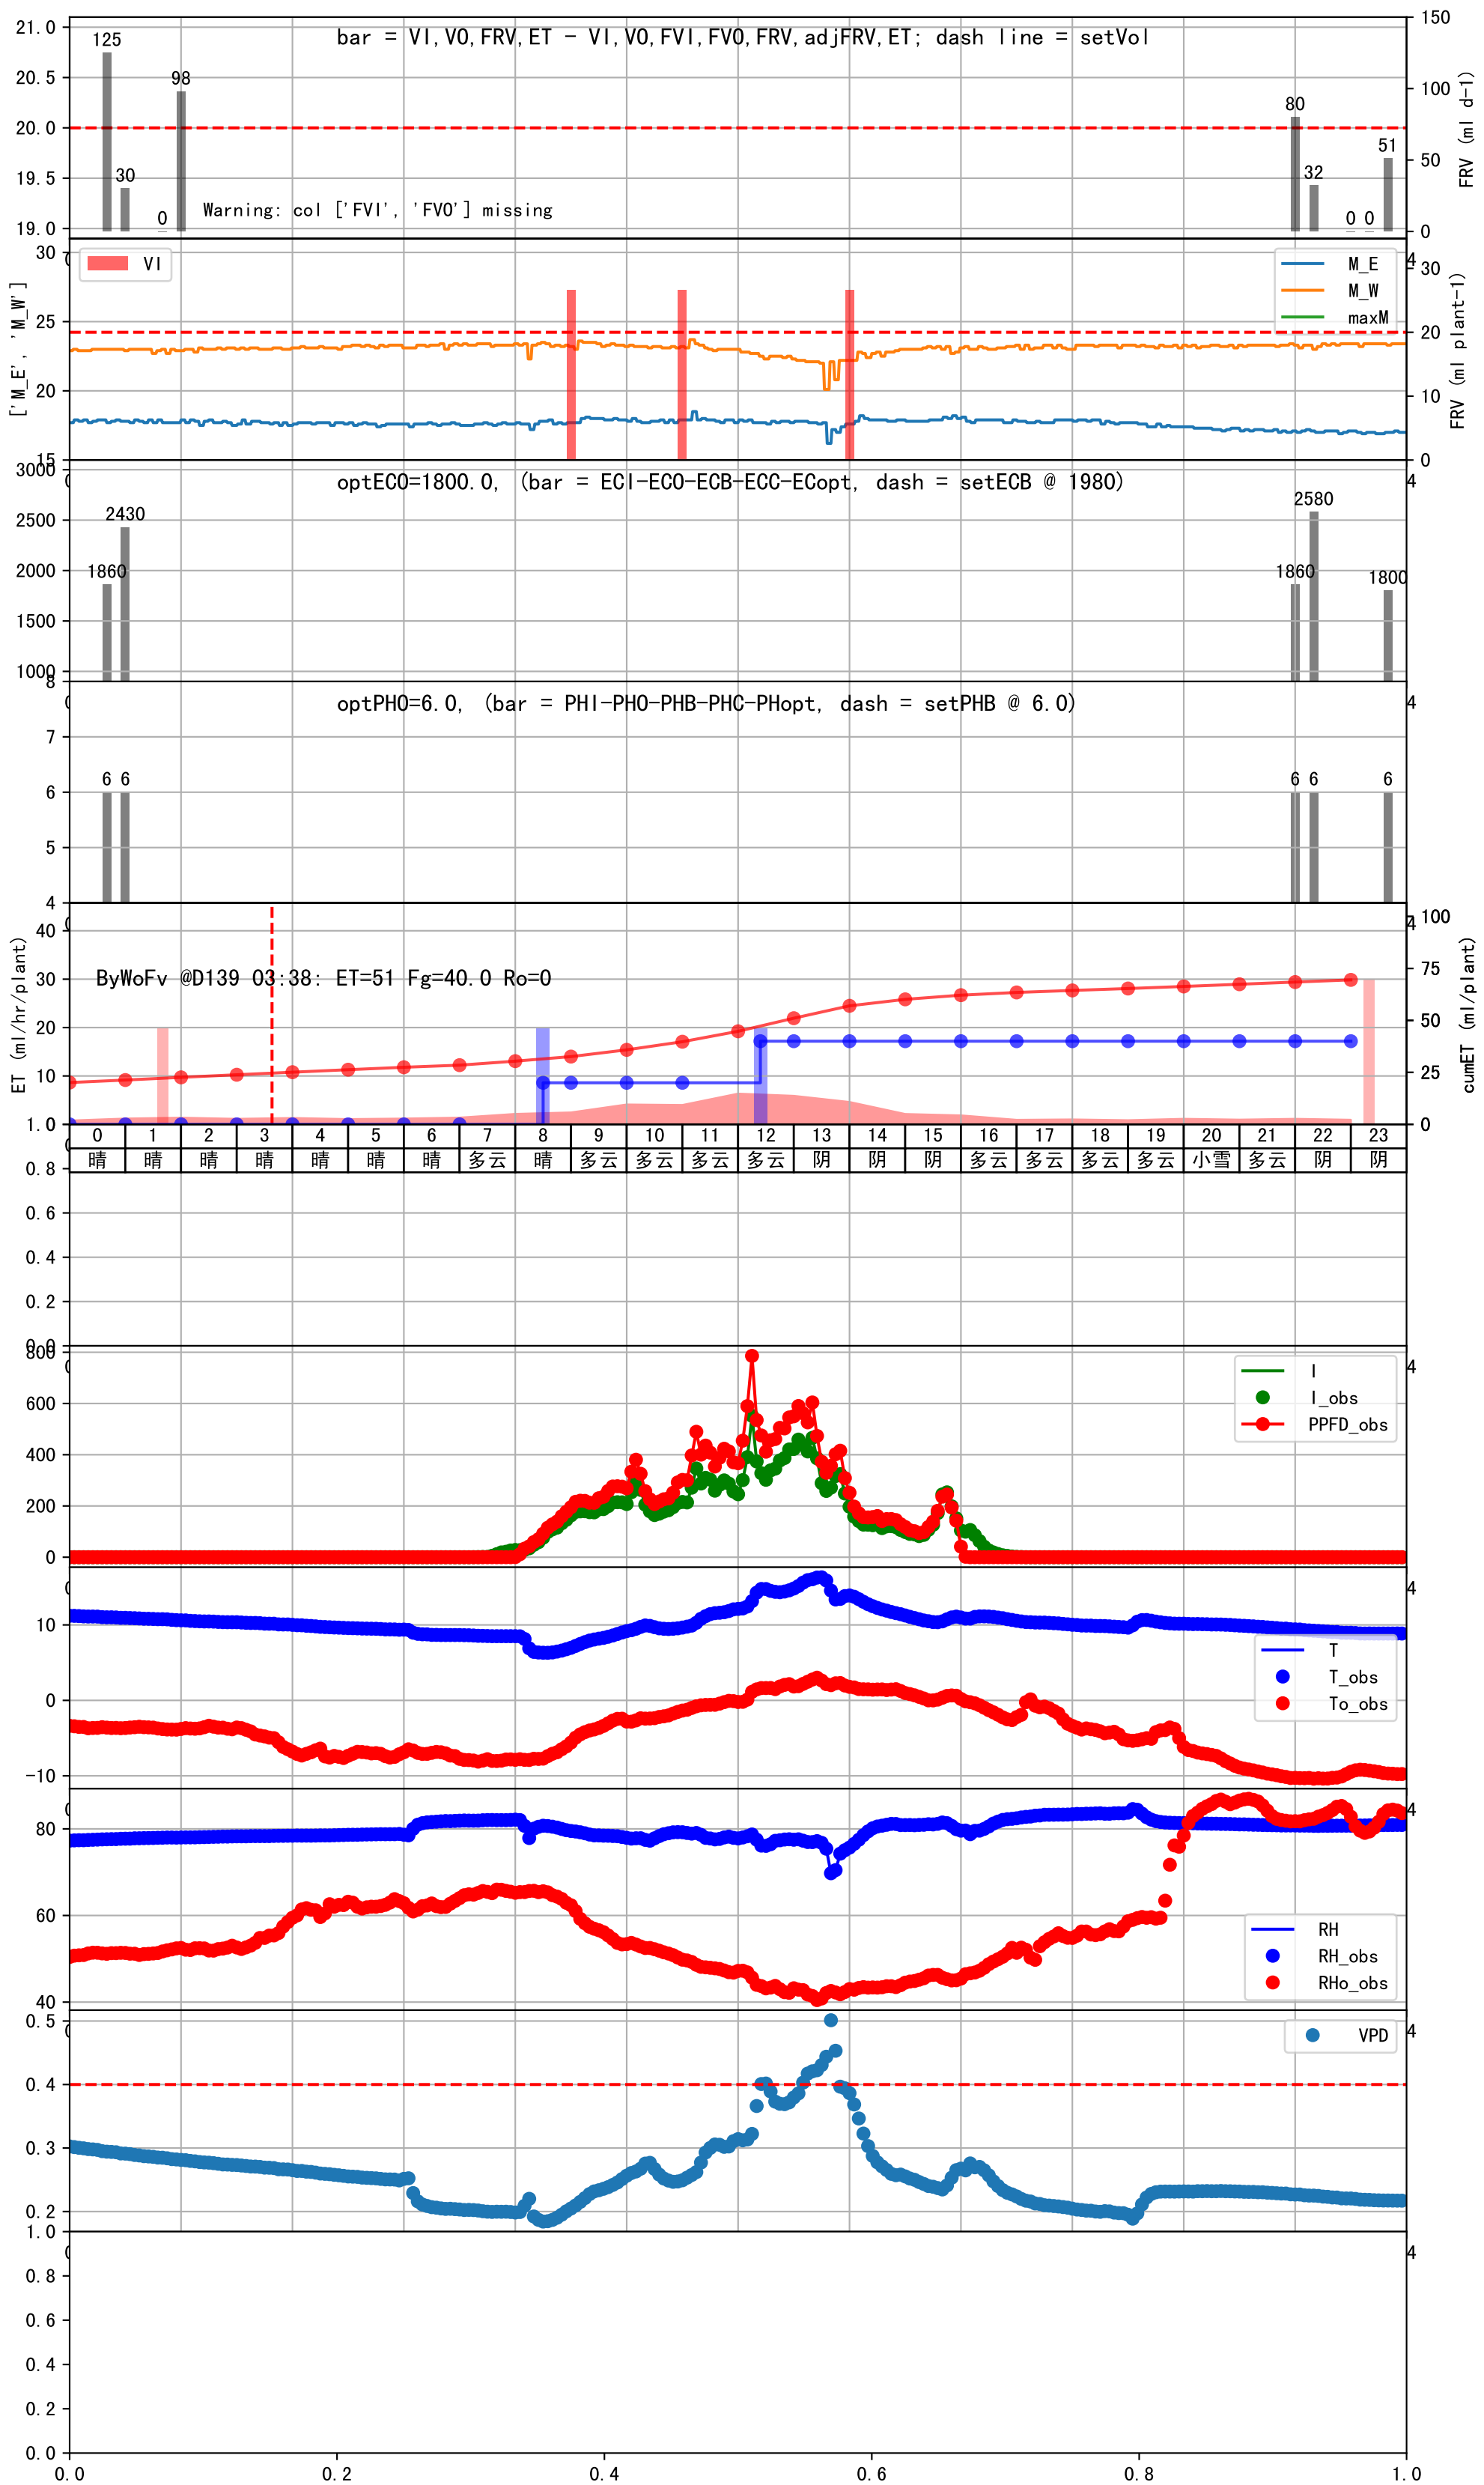 bar = VI,VO,FRV,ET - VI,VO,FVI,FVO,FRV,adjFRV,ET; dash line = setVol
21.0 20.5 20.0 19.5 19.0
125 30 0 98 80 32 0 0 51
Warning: col ['FVI', 'FVO'] missing
150 100 50 0
FRV (ml d-1)
['M_E', 'M_W']
30 25 20 15
VI
M_E
M_W
maxM
30 20 10 0
FRV (ml plant-1)
optECO=1800.0, (bar = ECI-ECO-ECB-ECC-ECopt, dash = setECB @ 1980)
3000 2500 2000 1500 1000
1860 2430 1860 2580 1800
4
optPHO=6.0, (bar = PHI-PHO-PHB-PHC-PHopt, dash = setPHB @ 6.0)
8 7 6 5 4
6 6 6 6 6
4
ET (ml/hr/plant)
40 30 20 10
ByWoFv @D139 03:38: ET=51 Fg=40.0 Ro=0
100 75 50 25 0
cumET (ml/plant)
4
0 1 2 3 4 5 6 7 8 9 10 11 12 13 14 15 16 17 18 19 20 21 22 23
晴 晴 晴 晴 晴 晴 晴 多云 晴 多云 多云 多云 多云 阴 阴 阴 多云 多云 多云 多云 小雪 多云 阴 阴
1.0 0.8 0.6 0.4 0.2 0.0
800 600 400 200 0
I
I_obs
PPFD_obs
4
10 0 -10
T
T_obs
To_obs
4
80 60 40
RH
RH_obs
RHo_obs
4
0.5 0.4 0.3 0.2
VPD
4
1.0 0.8 0.6 0.4 0.2 0.0
4
0.0 0.2 0.4 0.6 0.8 1.0